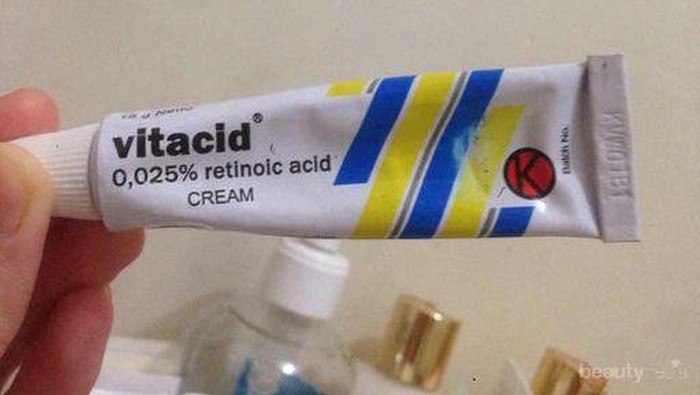 vitacid®
0,025% retinoic acid
CREAM
K
Batch No.
beauty